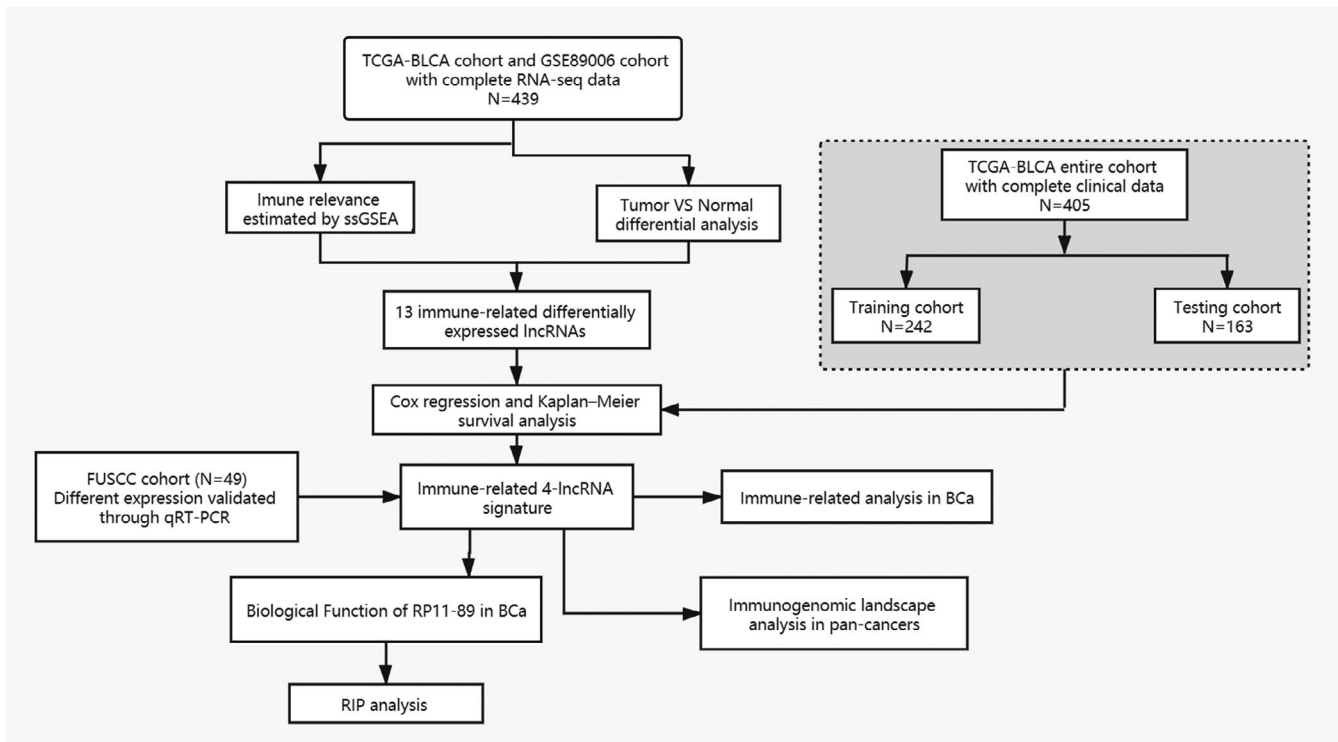 TCGA-BLCA cohort and GSE89006 cohort
with complete RNA-seq data
N=439
Imune relevance
estimated by ssGSEA
Tumor VS Normal
differential analysis
TCGA-BLCA entire cohort
with complete clinical data
N=405
Training cohort
N=242
Testing cohort
N=163
13 immune-related differentially
expressed lncRNAs
Cox regression and Kaplan–Meier
survival analysis
FUSCC cohort (N=49)
Different expression validated
through qRT-PCR
Immune-related 4-lncRNA
signature
Immune-related analysis in BCa
Biological Function of RP11-89 in BCa
Immunogenomic landscape
analysis in pan-cancers
RIP analysis